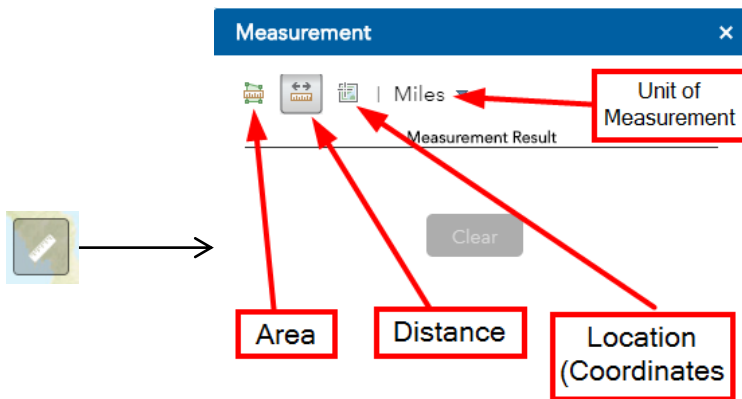 Measurement ×
| Miles
Unit of
Measurement
Measurement Result
Clear
Area
Distance
Location
(Coordinates